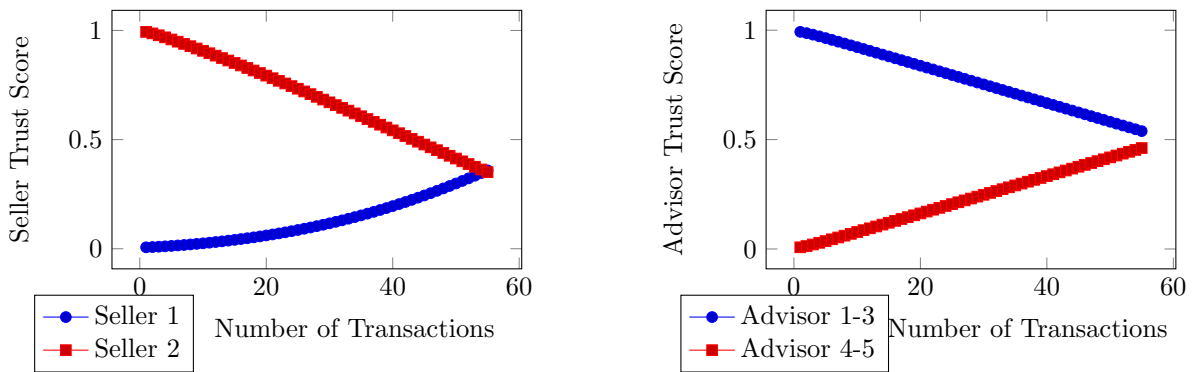 Seller Trust Score
1
0.5
0
0 20 40 60
Number of Transactions
Seller 1
Seller 2
Advisor Trust Score
1
0.5
0
0 20 40 60
Number of Transactions
Advisor 1-3
Advisor 4-5